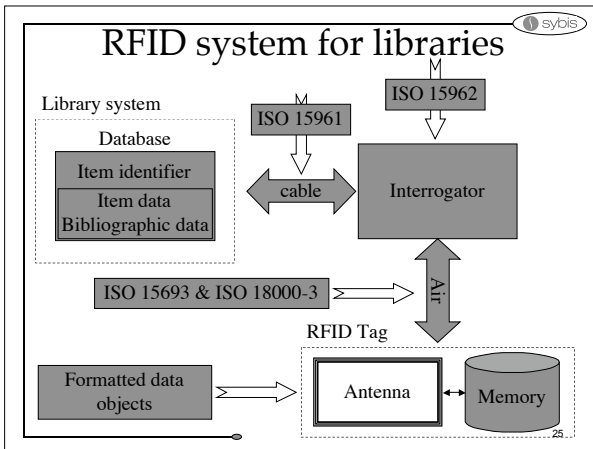 sybis
RFID system for libraries
ISO 15962
ISO 15961
Library system
Database
Item identifier
Item data
Bibliographic data
cable
Interrogator
Air
ISO 15693 & ISO 18000-3
RFID Tag
Formatted data
objects
Antenna
Memory
25